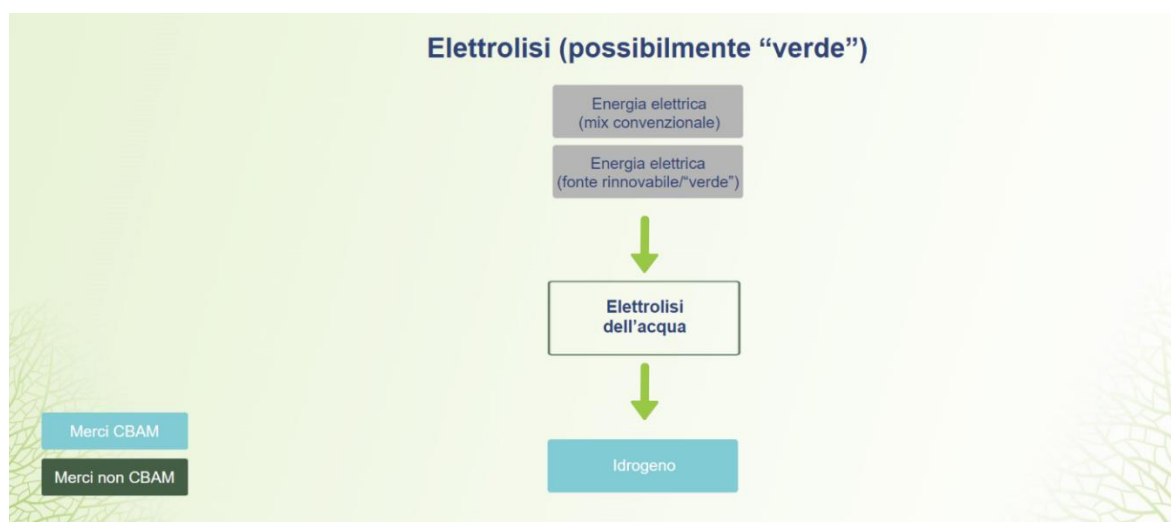 Elettrolisi (possibilmente “verde”)
Energia elettrica
(mix convenzionale)
Energia elettrica
(fonte rinnovabile/“verde”)
Elettrolisi
dell’acqua
Idrogeno
Merci CBAM
Merci non CBAM